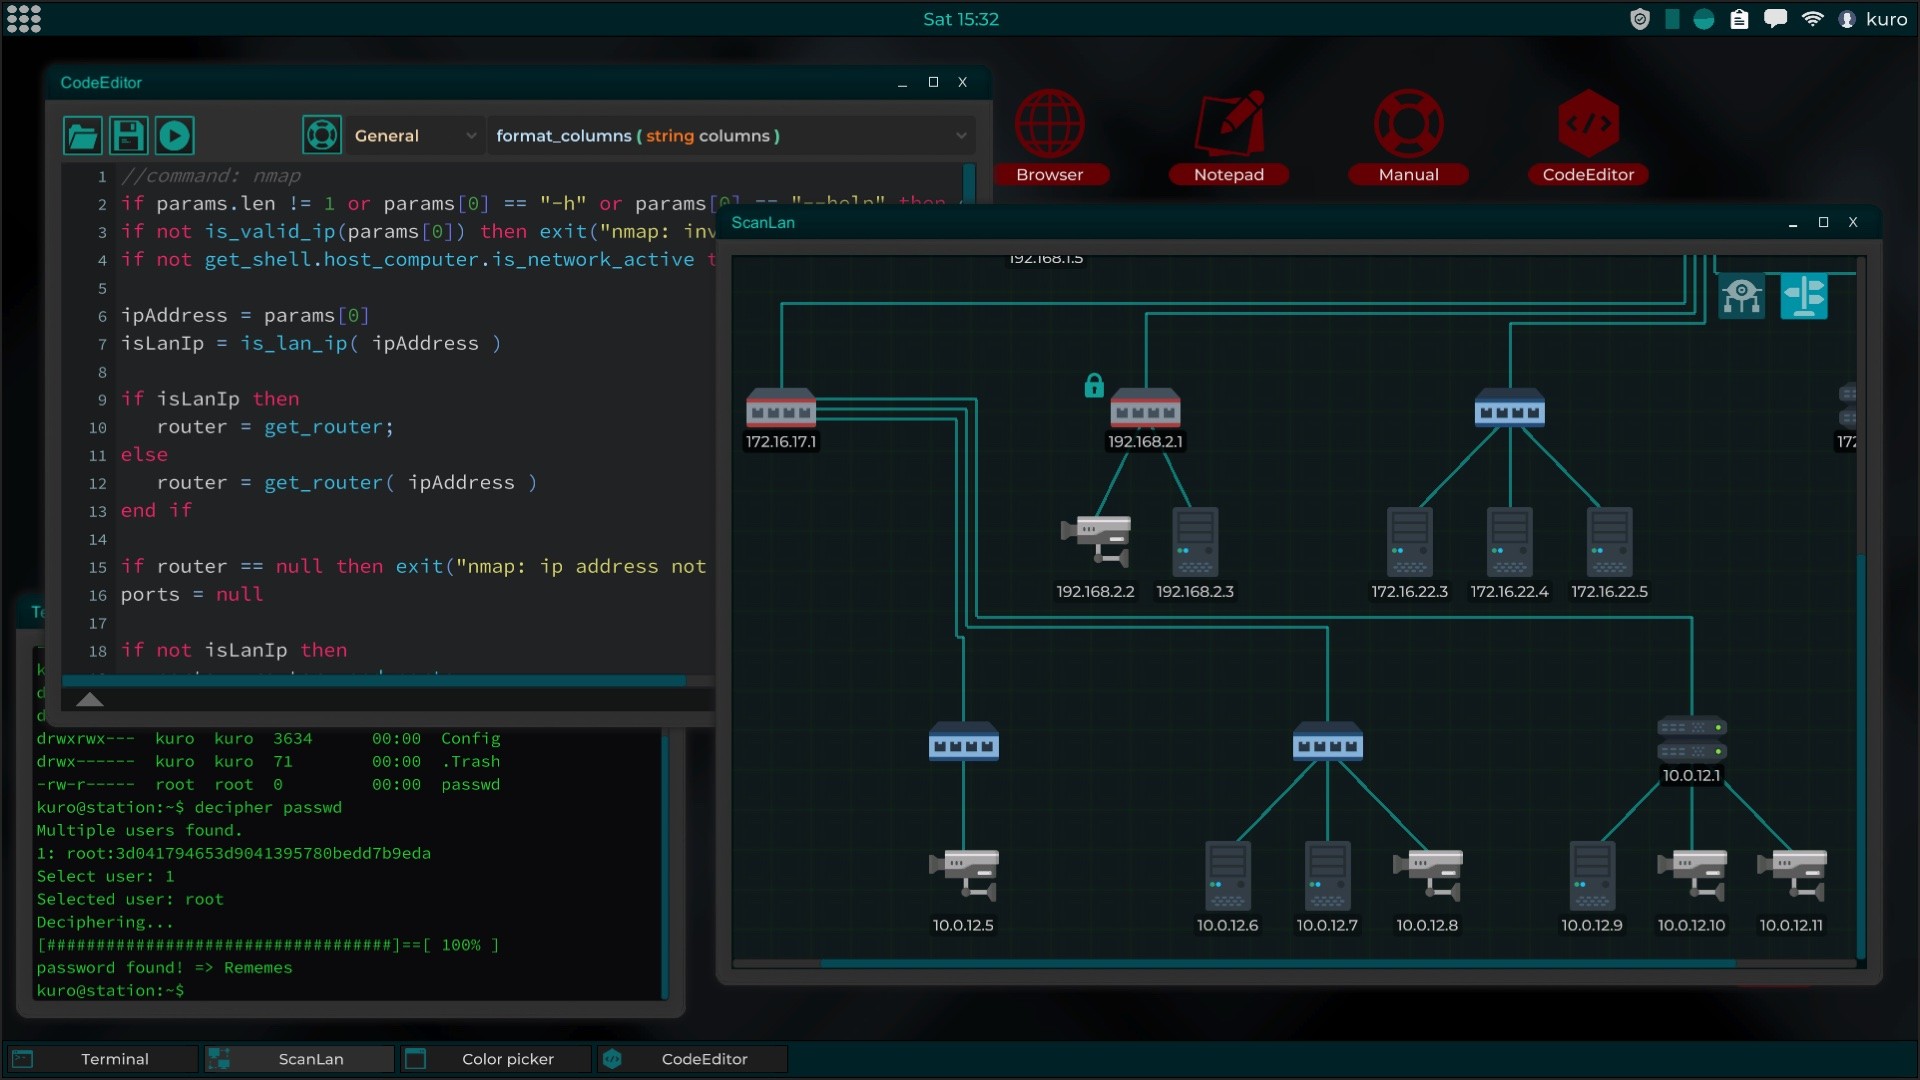 Sat 15:32
kuro
CodeEditor
General
format_columns ( string columns )
1 //command: nmap
2 if params.len != 1 or params[0] == "-h" or params[0] == "--help" then
3 if not is_valid_ip(params[0]) then exit("nmap: inv
4 if not get_shell.host_computer.is_network_active t
5
6 ipAddress = params[0]
7 isLanIp = is_lan_ip( ipAddress )
8
9 if isLanIp then
10 router = get_router;
11 else
12 router = get_router( ipAddress )
13 end if
14
15 if router == null then exit("nmap: ip address not
16 ports = null
17
18 if not isLanIp then
Browser
Notepad
Manual
CodeEditor
ScanLan
192.168.1.5
172.16.17.1
192.168.2.1
172
192.168.2.2
192.168.2.3
172.16.22.3
172.16.22.4
172.16.22.5
10.0.12.1
10.0.12.5
10.0.12.6
10.0.12.7
10.0.12.8
10.0.12.9
10.0.12.10
10.0.12.11
Te
k
d
d
drwxrwx--- kuro kuro 3634 00:00 Config
drwx------ kuro kuro 71 00:00 .Trash
-rw-r----- root root 0 00:00 passwd
kuro@station:~$ decipher passwd
Multiple users found.
1: root:3d041794653d9041395780bedd7b9eda
Select user: 1
Selected user: root
Deciphering...
[###################################]==[ 100% ]
password found! => Rememes
kuro@station:~$
Terminal
ScanLan
Color picker
CodeEditor